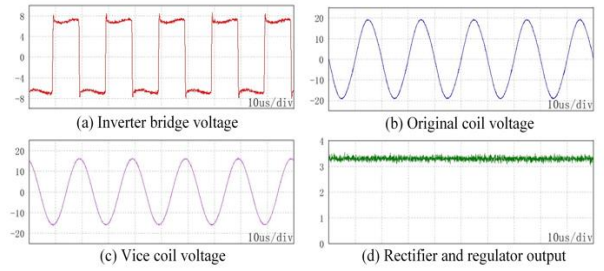 8
4
0
-4
-8
10us/div
(a) Inverter bridge voltage
20
10
0
-10
-20
10us/div
(b) Original coil voltage
20
10
0
-10
-20
10us/div
(c) Vice coil voltage
4
3
2
1
0
10us/div
(d) Rectifier and regulator output